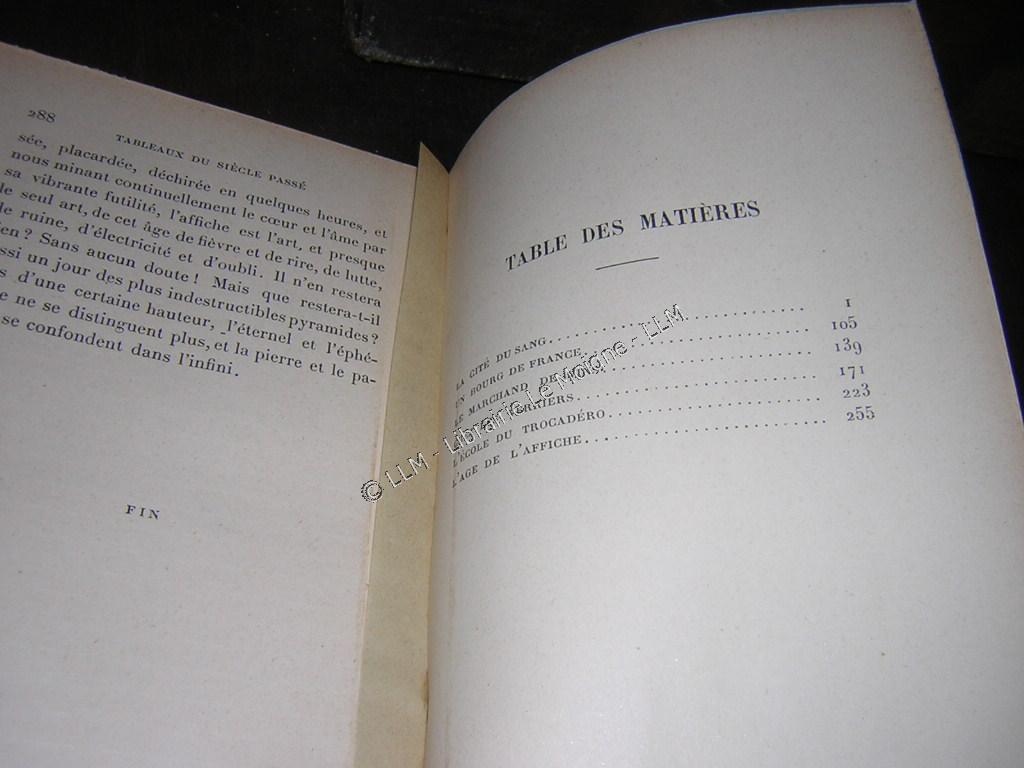 288
TABLEAUX DU SIÈCLE PASSÉ
sée, placardée, déchirée en quelques heures, et
nous minant continuellement le cœur et l'âme par
sa vibrante futilité, l'affiche est l'art, et presque
le seul art, de cet âge de fièvre et de rire, de lutte,
de ruine, d'électricité et d'oubli. Il n'en restera
en? Sans aucun doute! Mais que restera-t-il
ssi un jour des plus indestructibles pyramides?
s d'une certaine hauteur, l'éternel et l'éphé-
e ne se distinguent plus, et la pierre et le pa-
se confondent dans l'infini.
FIN
TABLE DES MATIÈRES
LA CITÉ DU SANG 1
UN BOURG DE FRANCE 105
LE MARCHAND DE 139
VERRIERS 171
L'ÉCOLE DU TROCADÉRO 223
L'AGE DE L'AFFICHE 255
© LLM - Librairie Le Moigne - LLM